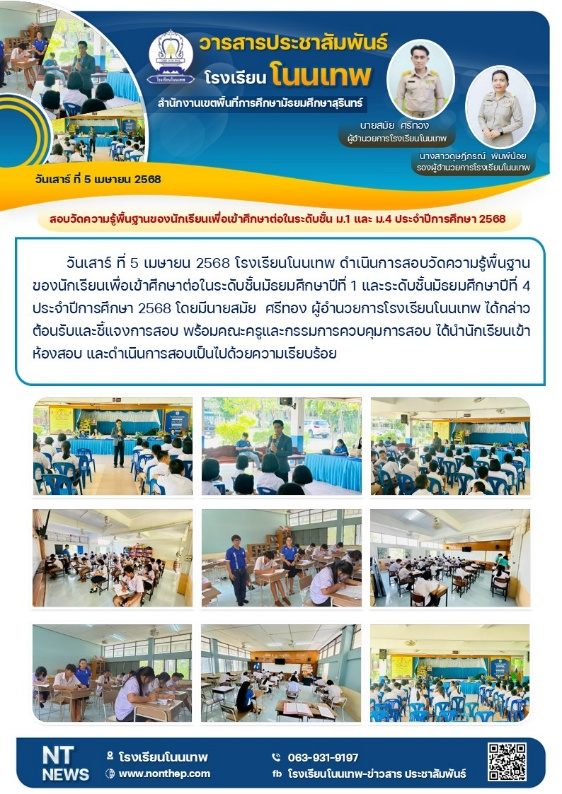 วารสารประชาสัมพันธ์
โรงเรียน โนนเทพ
สำนักงานเขตพื้นที่การศึกษามัธยมศึกษาสุรินทร์
นายสมัย ศรีทอง
ผู้อำนวยการโรงเรียนโนนเทพ
นางสาวดุษฎีภรณ์ พิมพ์น้อย
รองผู้อำนวยการโรงเรียนโนนเทพ
วันเสาร์ ที่ 5 เมษายน 2568
สอบวัดความรู้พื้นฐานของนักเรียนเพื่อเข้าศึกษาต่อในระดับชั้น ม.1 และ ม.4 ประจำปีการศึกษา 2568
วันเสาร์ ที่ 5 เมษายน 2568 โรงเรียนโนนเทพ ดำเนินการสอบวัดความรู้พื้นฐาน
ของนักเรียนเพื่อเข้าศึกษาต่อในระดับชั้นมัธยมศึกษาปีที่ 1 และระดับชั้นมัธยมศึกษาปีที่ 4
ประจำปีการศึกษา 2568 โดยมีนายสมัย ศรีทอง ผู้อำนวยการโรงเรียนโนนเทพ ได้กล่าว
ต้อนรับและชี้แจงการสอบ พร้อมคณะครูและกรรมการควบคุมการสอบ ได้นำนักเรียนเข้า
ห้องสอบ และดำเนินการสอบเป็นไปด้วยความเรียบร้อย
NT
NEWS
โรงเรียนโนนเทพ
www.nonthep.com
063-931-9197
fb โรงเรียนโนนเทพ-ข่าวสาร ประชาสัมพันธ์